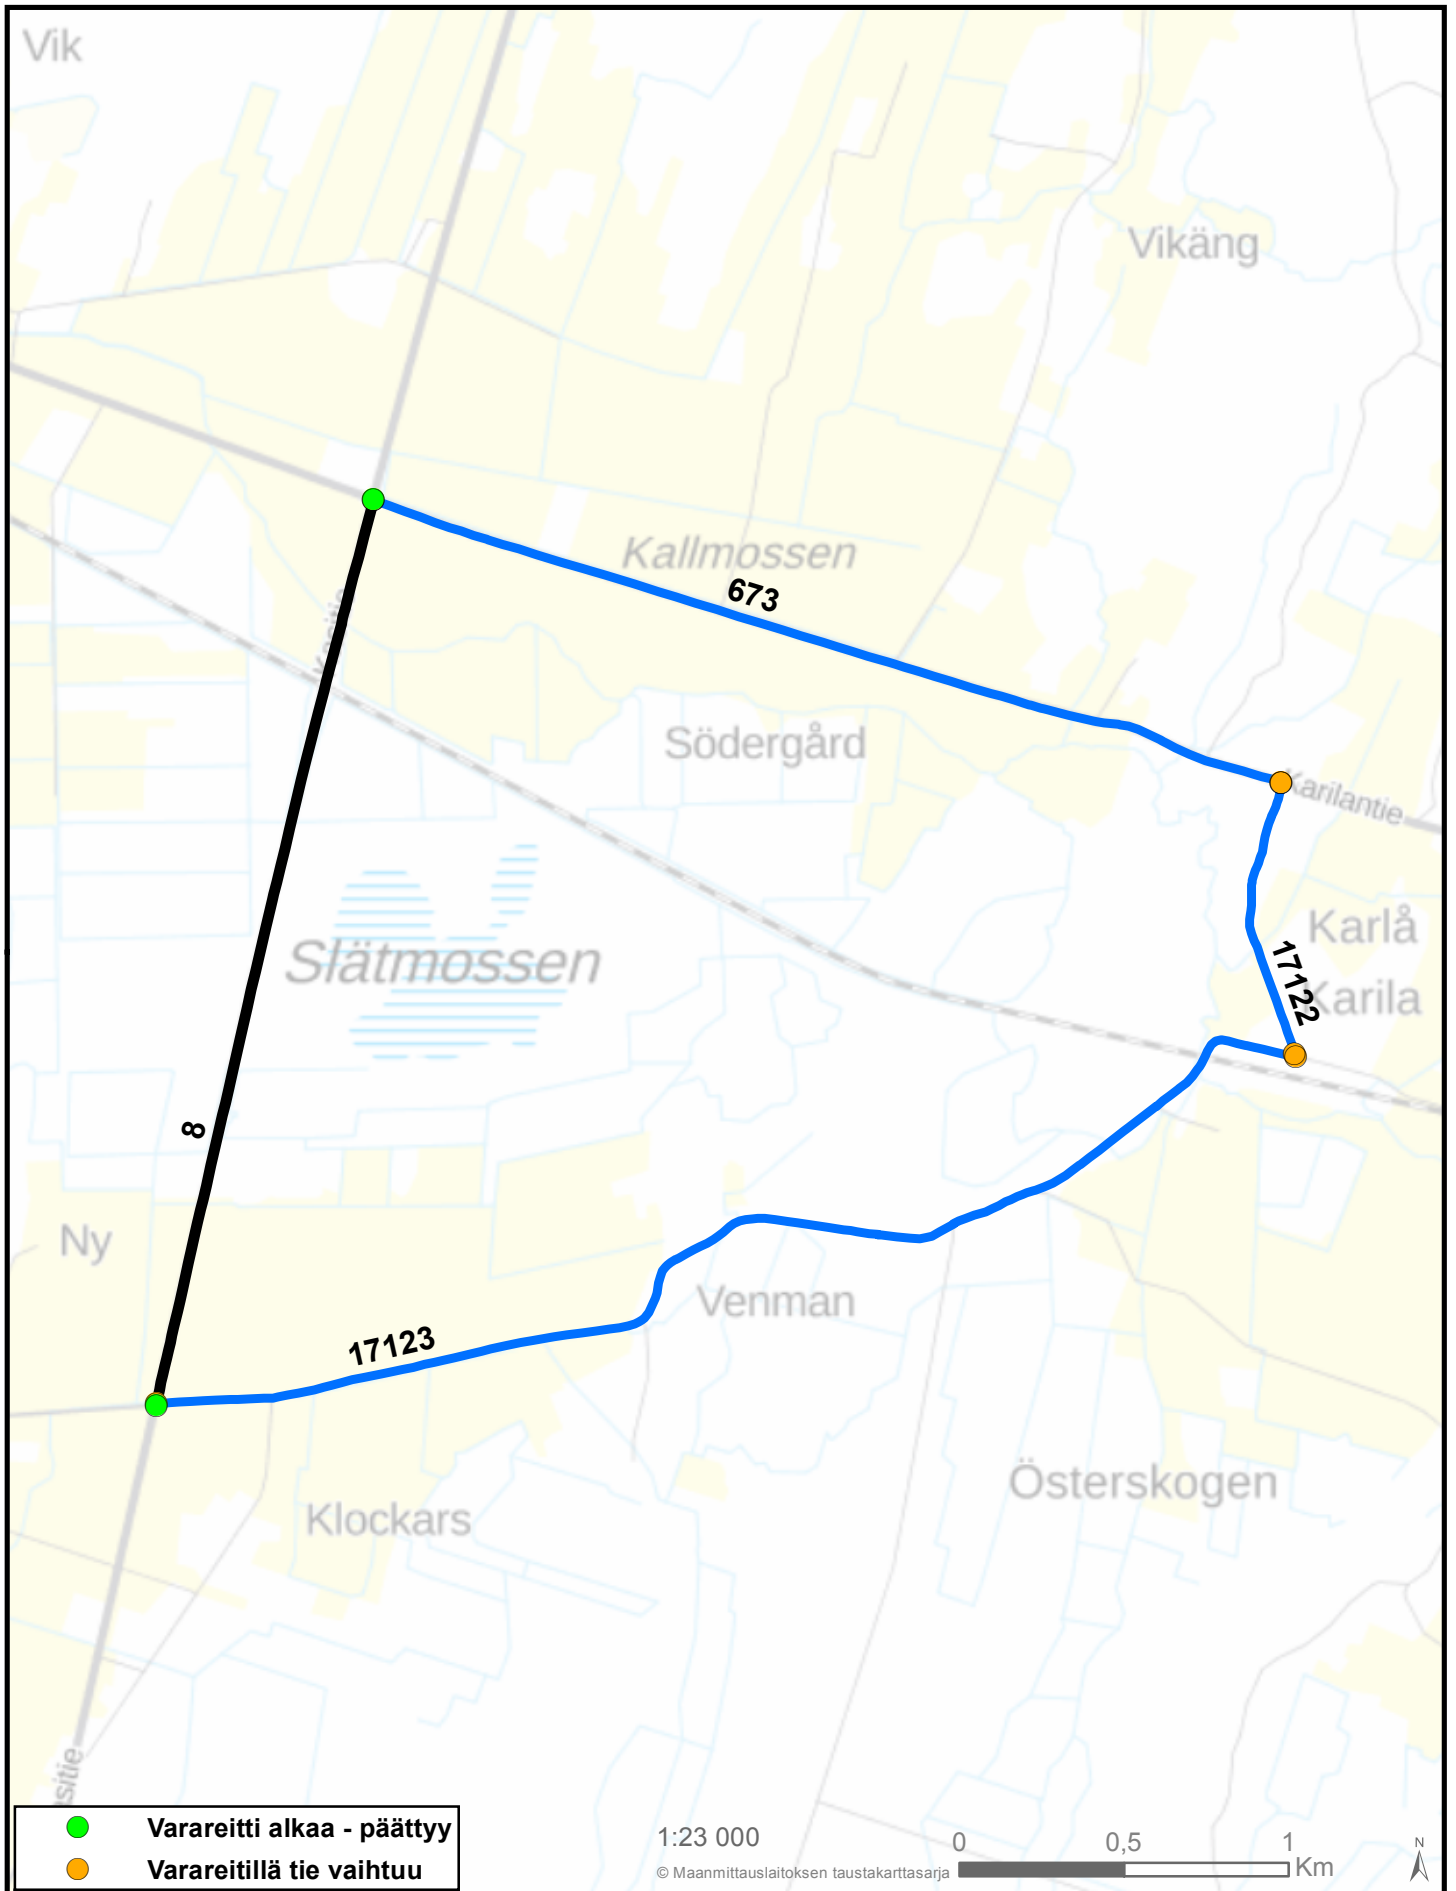 Vik
Vikäng
Kallmossen
673
Södergård
Karilantie
Karlå
Slätmossen
17122
Karila
8
Ny
Venman
17123
Österskogen
Klockars
Varareitti alkaa - päättyy
Varareitillä tie vaihtuu
1:23 000
© Maanmittauslaitoksen taustakarttasarja
0 0,5 1
Km
N